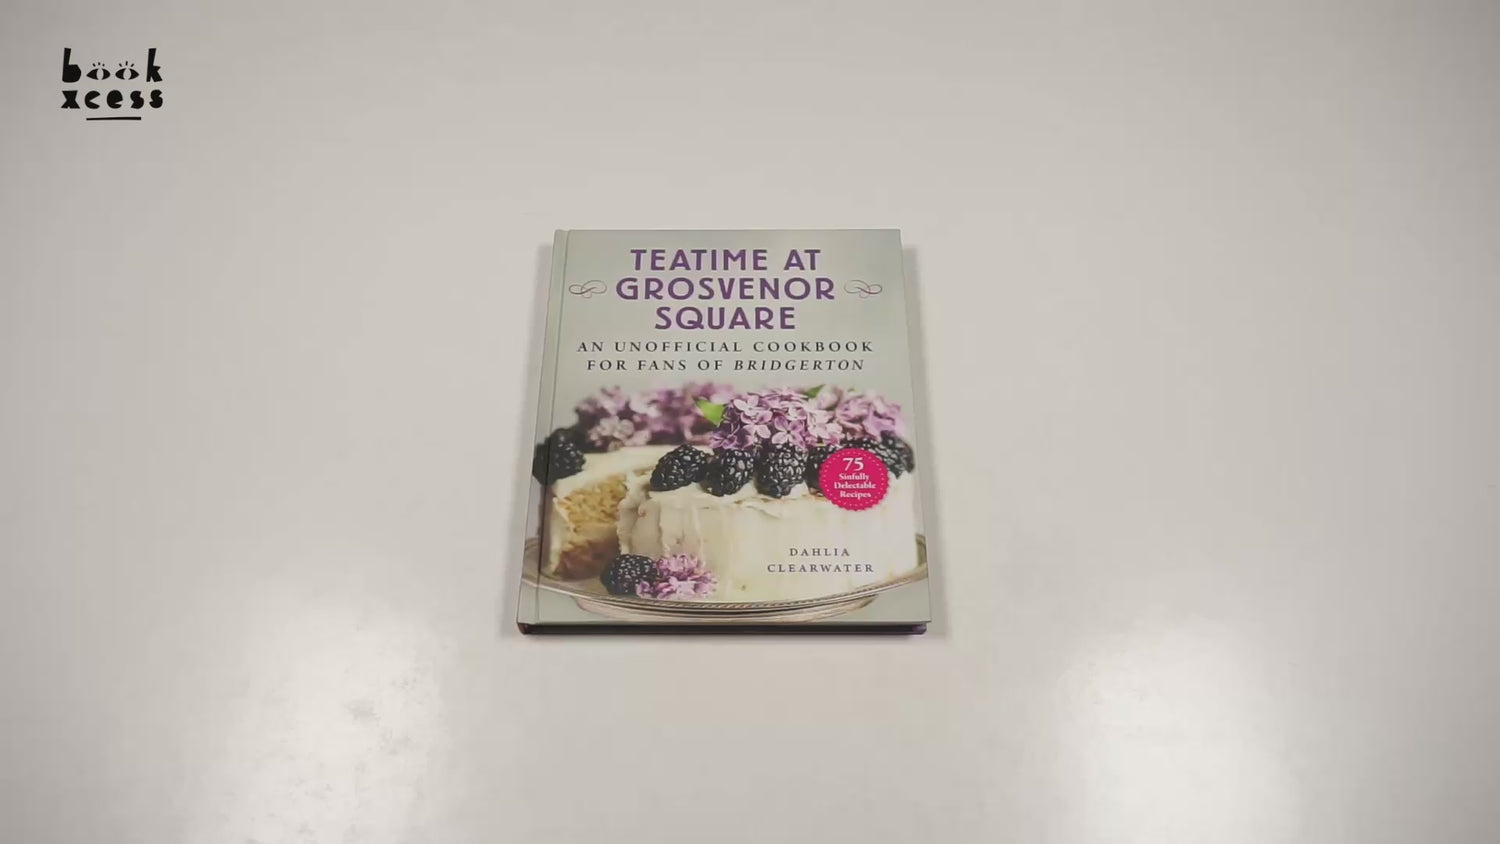 book
xcess
TEATIME AT
GROSVENOR
SQUARE
AN UNOFFICIAL COOKBOOK
FOR FANS OF BRIDGERTON
75
Sinfully
Delectable
Recipes
DAHLIA
CLEARWATER